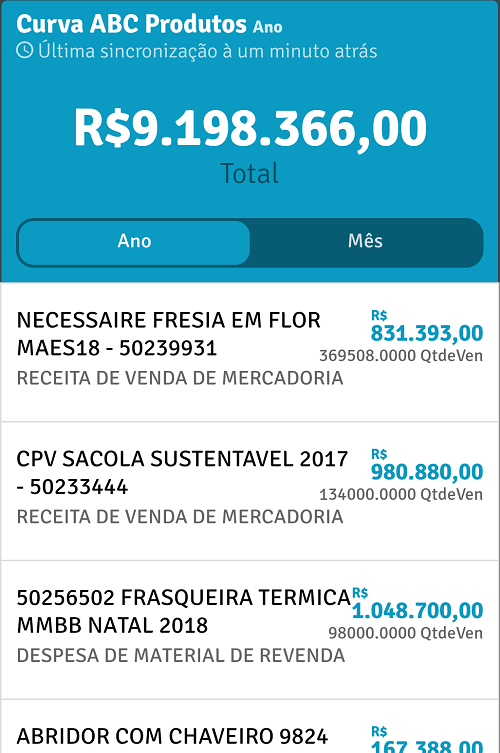 Curva ABC Produtos Ano
Última sincronização à um minuto atrás
R$9.198.366,00
Total
Ano Mês
NECESSAIRE FRESIA EM FLOR
MAES18 - 50239931
RECEITA DE VENDA DE MERCADORIA
R$
831.393,00
369508.0000 QtdeVen
CPV SACOLA SUSTENTAVEL 2017
- 50233444
RECEITA DE VENDA DE MERCADORIA
R$
980.880,00
134000.0000 QtdeVen
50256502 FRASQUEIRA TERMICA
MMBB NATAL 2018
DESPESA DE MATERIAL DE REVENDA
R$
1.048.700,00
98000.0000 QtdeVen
ABRIDOR COM CHAVEIRO 9824
R$
167.388,00